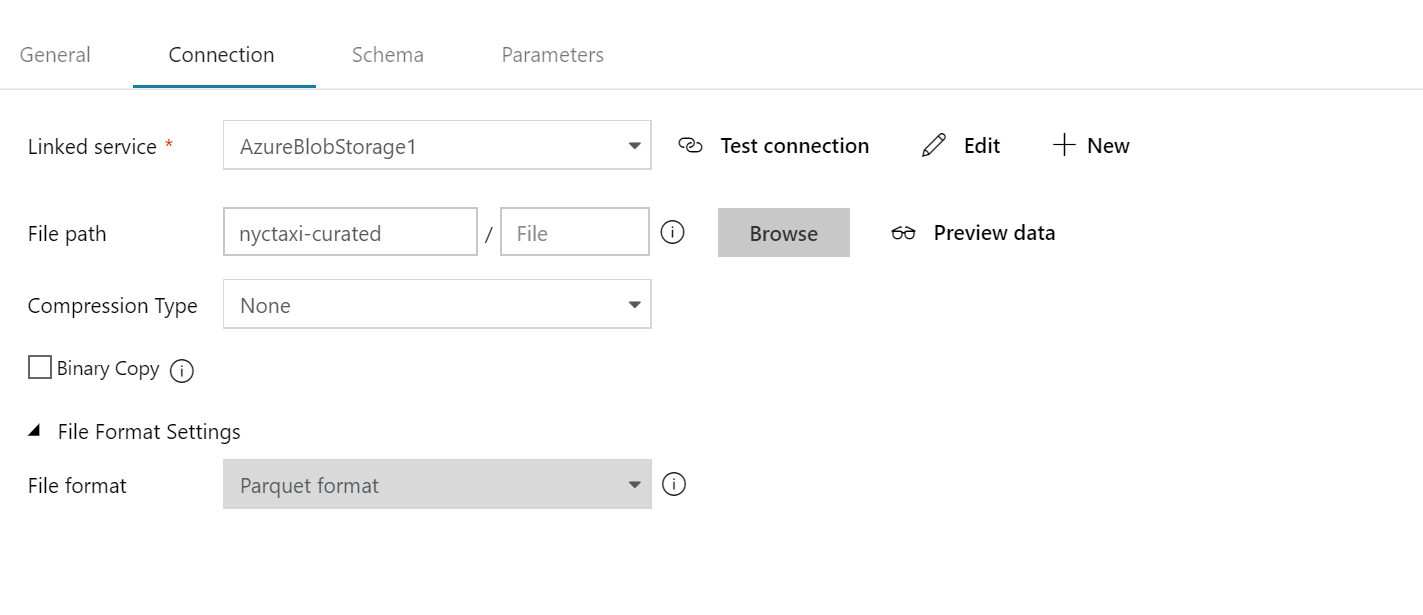 General Connection Schema Parameters
Linked service * AzureBlobStorage1 Test connection Edit New
File path nyctaxi-curated / File Browse Preview data
Compression Type None
Binary Copy
File Format Settings
File format Parquet format